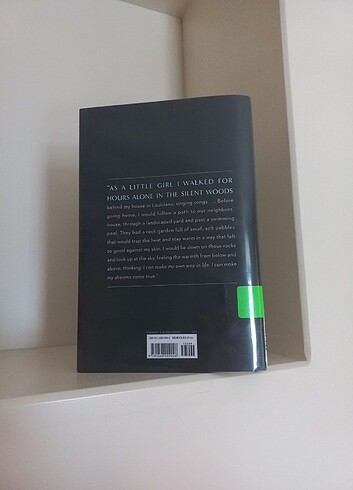 "AS A LITTLE GIRL I WALKED FOR
HOURS ALONE IN THE SILENT WOODS
behind my house in Louisiana, singing songs. ... Before
going home, I would follow a path to our neighbors'
house, through a landscaped yard and past a swimming
pool. They had a rock garden full of small, soft pebbles
that would trap the heat and stay warm in a way that felt
so good against my skin. I would lie down on those rocks
and look up at the sky, feeling the warmth from below and
above, thinking: I can make my own way in life. I can make
my dreams come true."